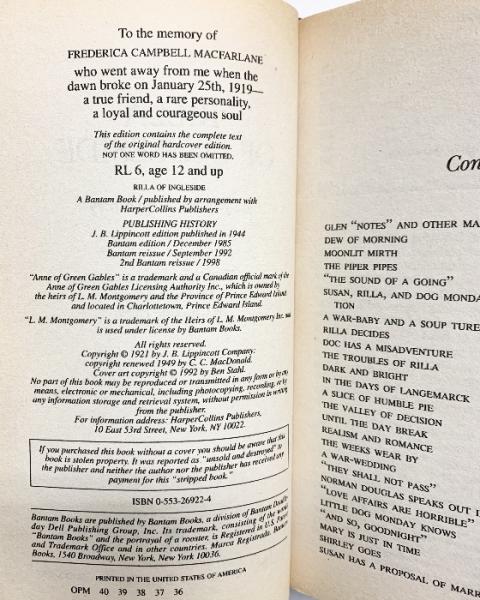 To the memory of
FREDERICA CAMPBELL MACFARLANE
who went away from me when the
dawn broke on January 25th, 1919—
a true friend, a rare personality,
a loyal and courageous soul
This edition contains the complete text
of the original hardcover edition.
NOT ONE WORD HAS BEEN OMITTED.
RL 6, age 12 and up
RILLA OF INGLESIDE
A Bantam Book / published by arrangement with
HarperCollins Publishers
PUBLISHING HISTORY
J. B. Lippincott edition published in 1944
Bantam edition / December 1985
Bantam reissue / September 1992
2nd Bantam reissue / 1998
"Anne of Green Gables" is a trademark and a Canadian official mark of the
Anne of Green Gables Licensing Authority Inc., which is owned by
the heirs of L. M. Montgomery and the Province of Prince Edward Island
and located in Charlottetown, Prince Edward Island.
"L. M. Montgomery" is a trademark of the Heirs of L. M. Montgomery Inc.
is used under license by Bantam Books.
All rights reserved.
Copyright © 1921 by J. B. Lippincott Company:
copyright renewed 1949 by C. C. MacDonald.
Cover art copyright © 1992 by Ben Stahl.
No part of this book may be reproduced or transmitted in any form or by any
means, electronic or mechanical, including photocopying, recording, or by
any information storage and retrieval system, without permission in writing
from the publisher.
For information address: HarperCollins Publishers,
10 East 53rd Street, New York, NY 10022.
If you purchased this book without a cover you should be aware that this
book is stolen property. It was reported as "unsold and destroyed" to
the publisher and neither the author nor the publisher has received any
payment for this "stripped book."
ISBN 0-553-26922-4
Bantam Books are published by Bantam Books, a division of Bantam Double-
day Dell Publishing Group, Inc. Its trademark, consisting of the words
"Bantam Books" and the portrayal of a rooster, is Registered in U.S. Patent
and Trademark Office and in other countries. Marca Registrada. Bantam
Books, 1540 Broadway, New York, New York 10036.
PRINTED IN THE UNITED STATES OF AMERICA
OPM 40 39 38 37 36
Con
GLEN "NOTES" AND OTHER MA
DEW OF MORNING
MOONLIT MIRTH
THE PIPER PIPES
"THE SOUND OF A GOING"
SUSAN, RILLA, AND DOG MONDA
TION
A WAR-BABY AND A SOUP TURE
RILLA DECIDES
DOC HAS A MISADVENTURE
THE TROUBLES OF RILLA
DARK AND BRIGHT
IN THE DAYS OF LANGEMARCK
A SLICE OF HUMBLE PIE
THE VALLEY OF DECISION
UNTIL THE DAY BREAK
REALISM AND ROMANCE
THE WEEKS WEAR BY
A WAR-WEDDING
"THEY SHALL NOT PASS"
NORMAN DOUGLAS SPEAKS OUT I
"LOVE AFFAIRS ARE HORRIBLE"
LITTLE DOG MONDAY KNOWS
"AND SO, GOODNIGHT"
MARY IS JUST IN TIME
SHIRLEY GOES
SUSAN HAS A PROPOSAL OF MARR